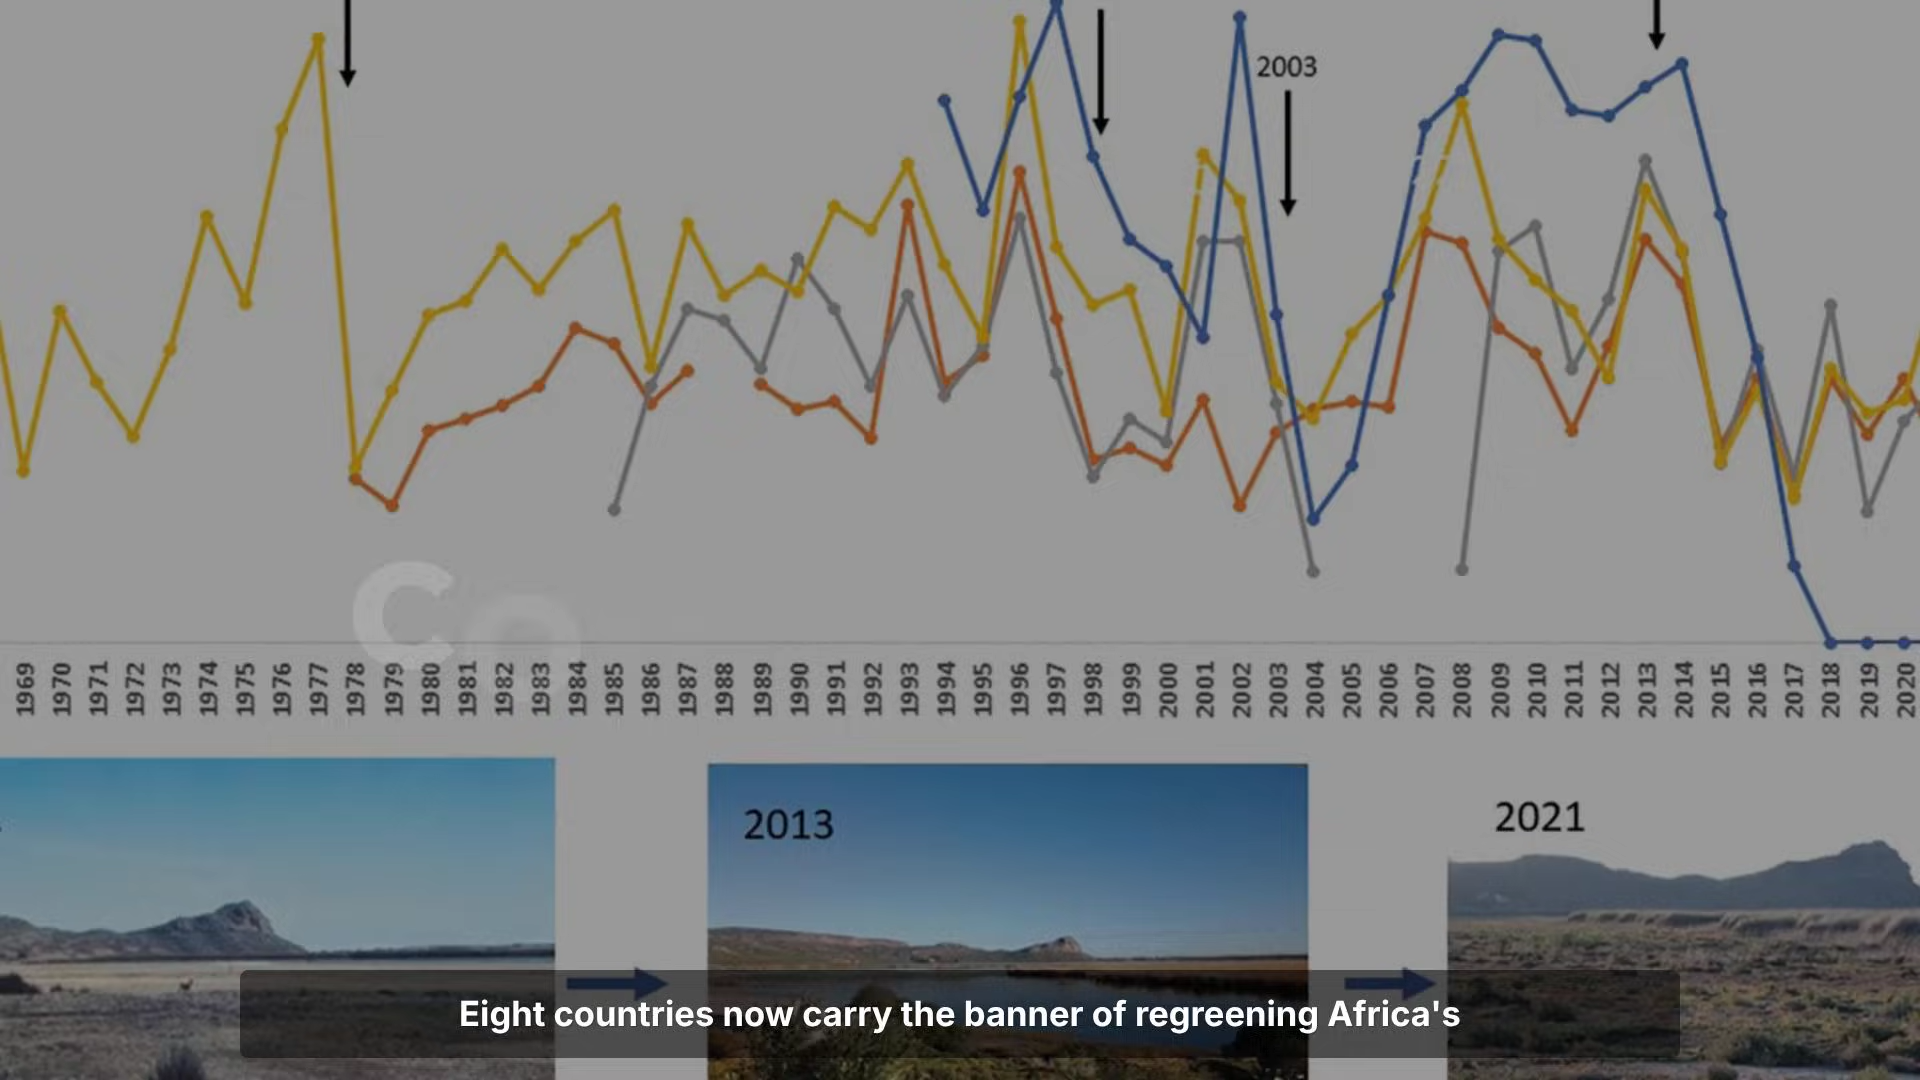 2003
Co
1969 1970 1971 1972 1973 1974 1975 1976 1977 1978 1979 1980 1981 1982 1983 1984 1985 1986 1987 1988 1989 1990 1991 1992 1993 1994 1995 1996 1997 1998 1999 2000 2001 2002 2003 2004 2005 2006 2007 2008 2009 2010 2011 2012 2013 2014 2015 2016 2017 2018 2019 2020
2013
2021
Eight countries now carry the banner of regreening Africa's